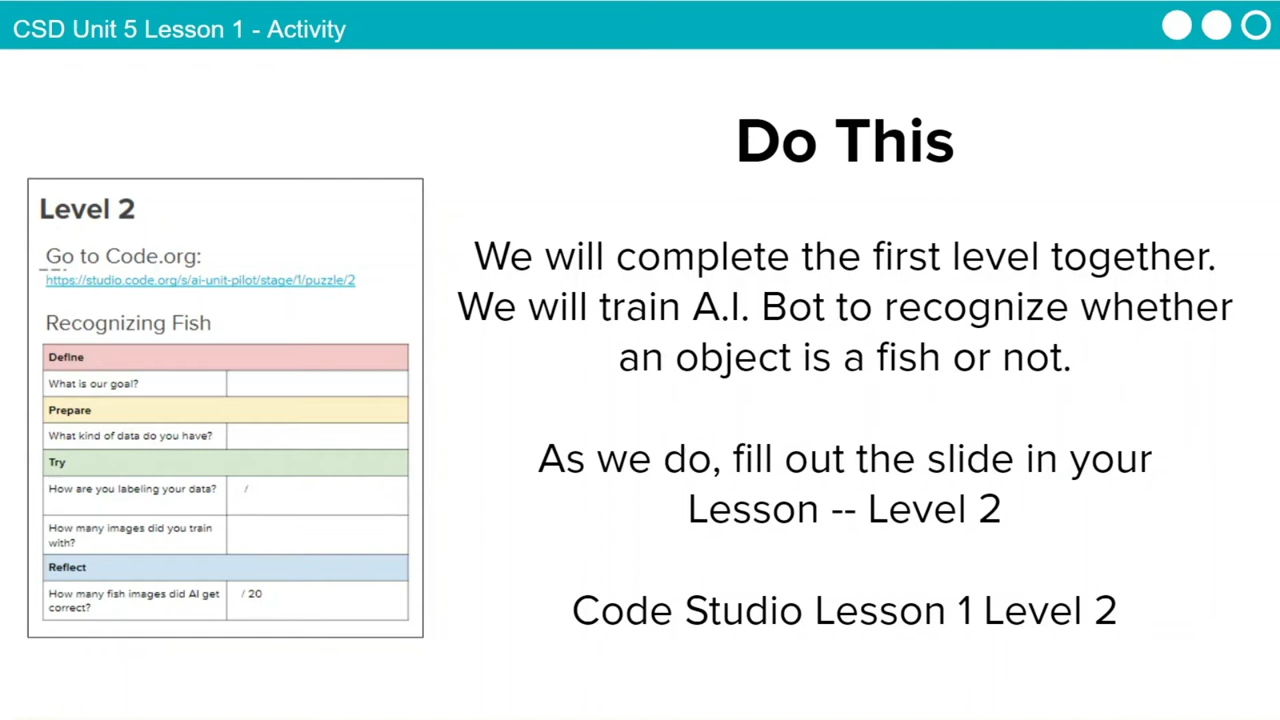 CSD Unit 5 Lesson 1 - Activity
Do This
Level 2
Go to Code.org:
https://studio.code.org/s/ai-unit-pilot/stage/1/puzzle/2
Recognizing Fish
Define
What is our goal?
Prepare
What kind of data do you have?
Try
How are you labeling your data? /
How many images did you train
with?
Reflect
How many fish images did AI get / 20
correct?
We will complete the first level together.
We will train A.I. Bot to recognize whether
an object is a fish or not.
As we do, fill out the slide in your
Lesson -- Level 2
Code Studio Lesson 1 Level 2